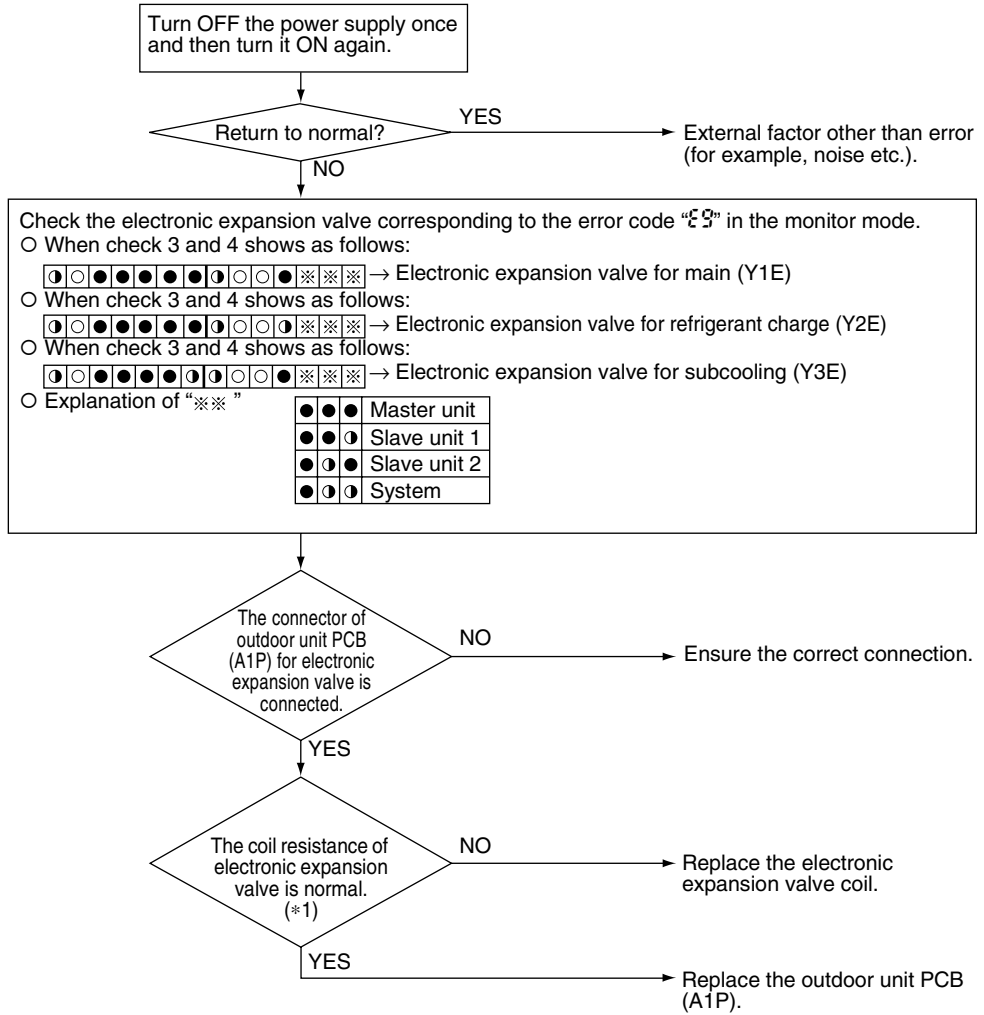 Turn OFF the power supply once
and then turn it ON again.
Return to normal?
YES
External factor other than error
(for example, noise etc.).
NO
Check the electronic expansion valve corresponding to the error code “E9” in the monitor mode.
○ When check 3 and 4 shows as follows:
◑ ○ ● ● ● ● ● ◑ ○ ○ ● ※ ※ ※ → Electronic expansion valve for main (Y1E)
○ When check 3 and 4 shows as follows:
◑ ○ ● ● ● ● ● ◑ ○ ○ ◑ ※ ※ ※ → Electronic expansion valve for refrigerant charge (Y2E)
○ When check 3 and 4 shows as follows:
◑ ○ ● ● ● ● ◑ ◑ ○ ○ ● ※ ※ ※ → Electronic expansion valve for subcooling (Y3E)
○ Explanation of “※※ ”
● ● ● Master unit
● ● ◑ Slave unit 1
● ◑ ● Slave unit 2
● ◑ ◑ System
The connector of
outdoor unit PCB
(A1P) for electronic
expansion valve is
connected.
NO
Ensure the correct connection.
YES
The coil resistance of
electronic expansion
valve is normal.
(*1)
NO
Replace the electronic
expansion valve coil.
YES
Replace the outdoor unit PCB
(A1P).